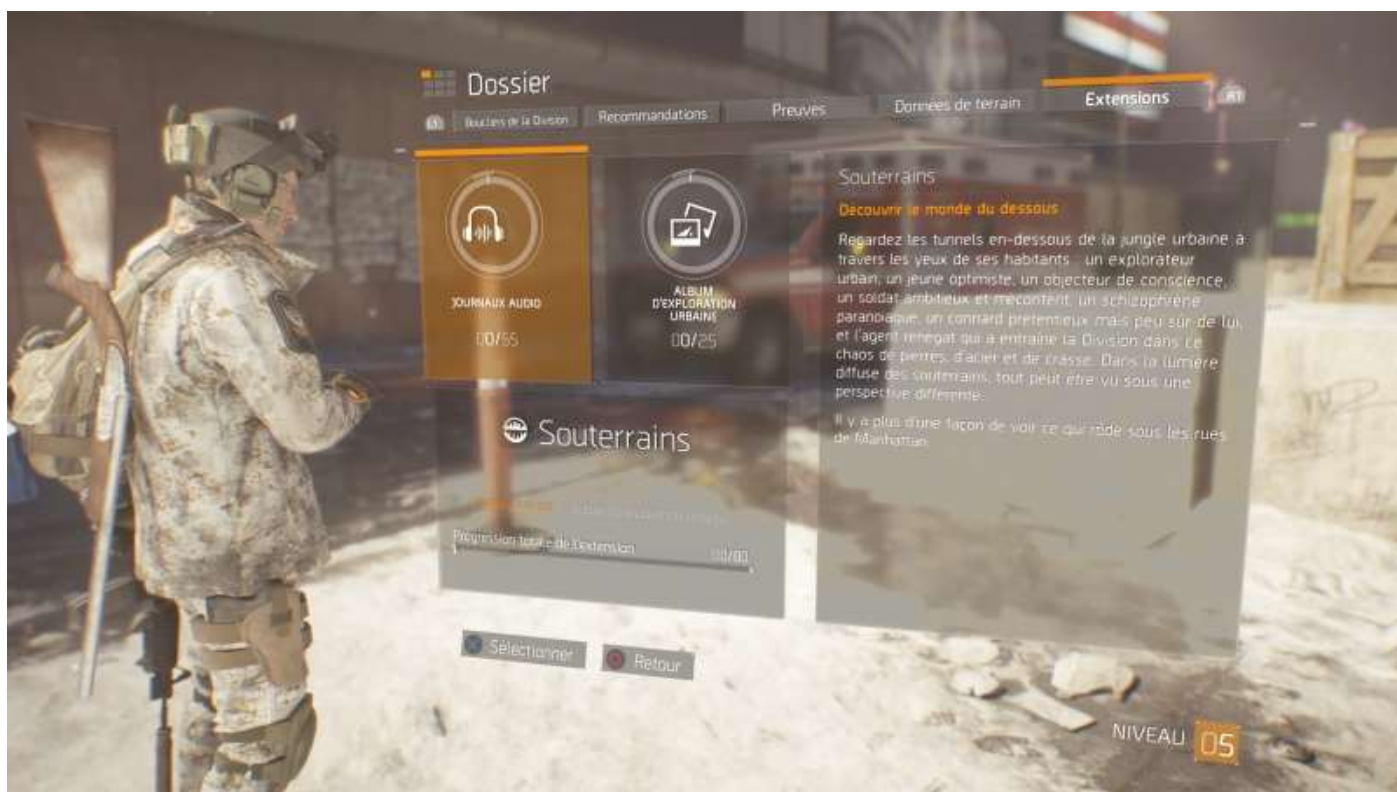 Dossier
L1 Boucliers de la Division Recommandations Preuves Données de terrain Extensions R1
JOURNAUX AUDIO
00/55
ALBUM
D'EXPLORATION
URBAINS
00/25
Souterrains
Progression totale de l'extension 00/80
Souterrains
Découvrir le monde du dessous
Regardez les tunnels en-dessous de la jungle urbaine à
travers les yeux de ses habitants : un explorateur
urbain, un jeune optimiste, un objecteur de conscience,
un soldat ambitieux et mécontent, un schizophrène
paranoïaque, un connard prétentieux mais peu sûr de lui,
et l'agent renégat qui a entraîné la Division dans ce
chaos de pierres, d'acier et de crasse. Dans la lumière
diffuse des souterrains, tout peut être vu sous une
perspective différente.
Il y a plus d'une façon de voir ce qui rôde sous les rues
de Manhattan.
Sélectionner Retour
NIVEAU 05